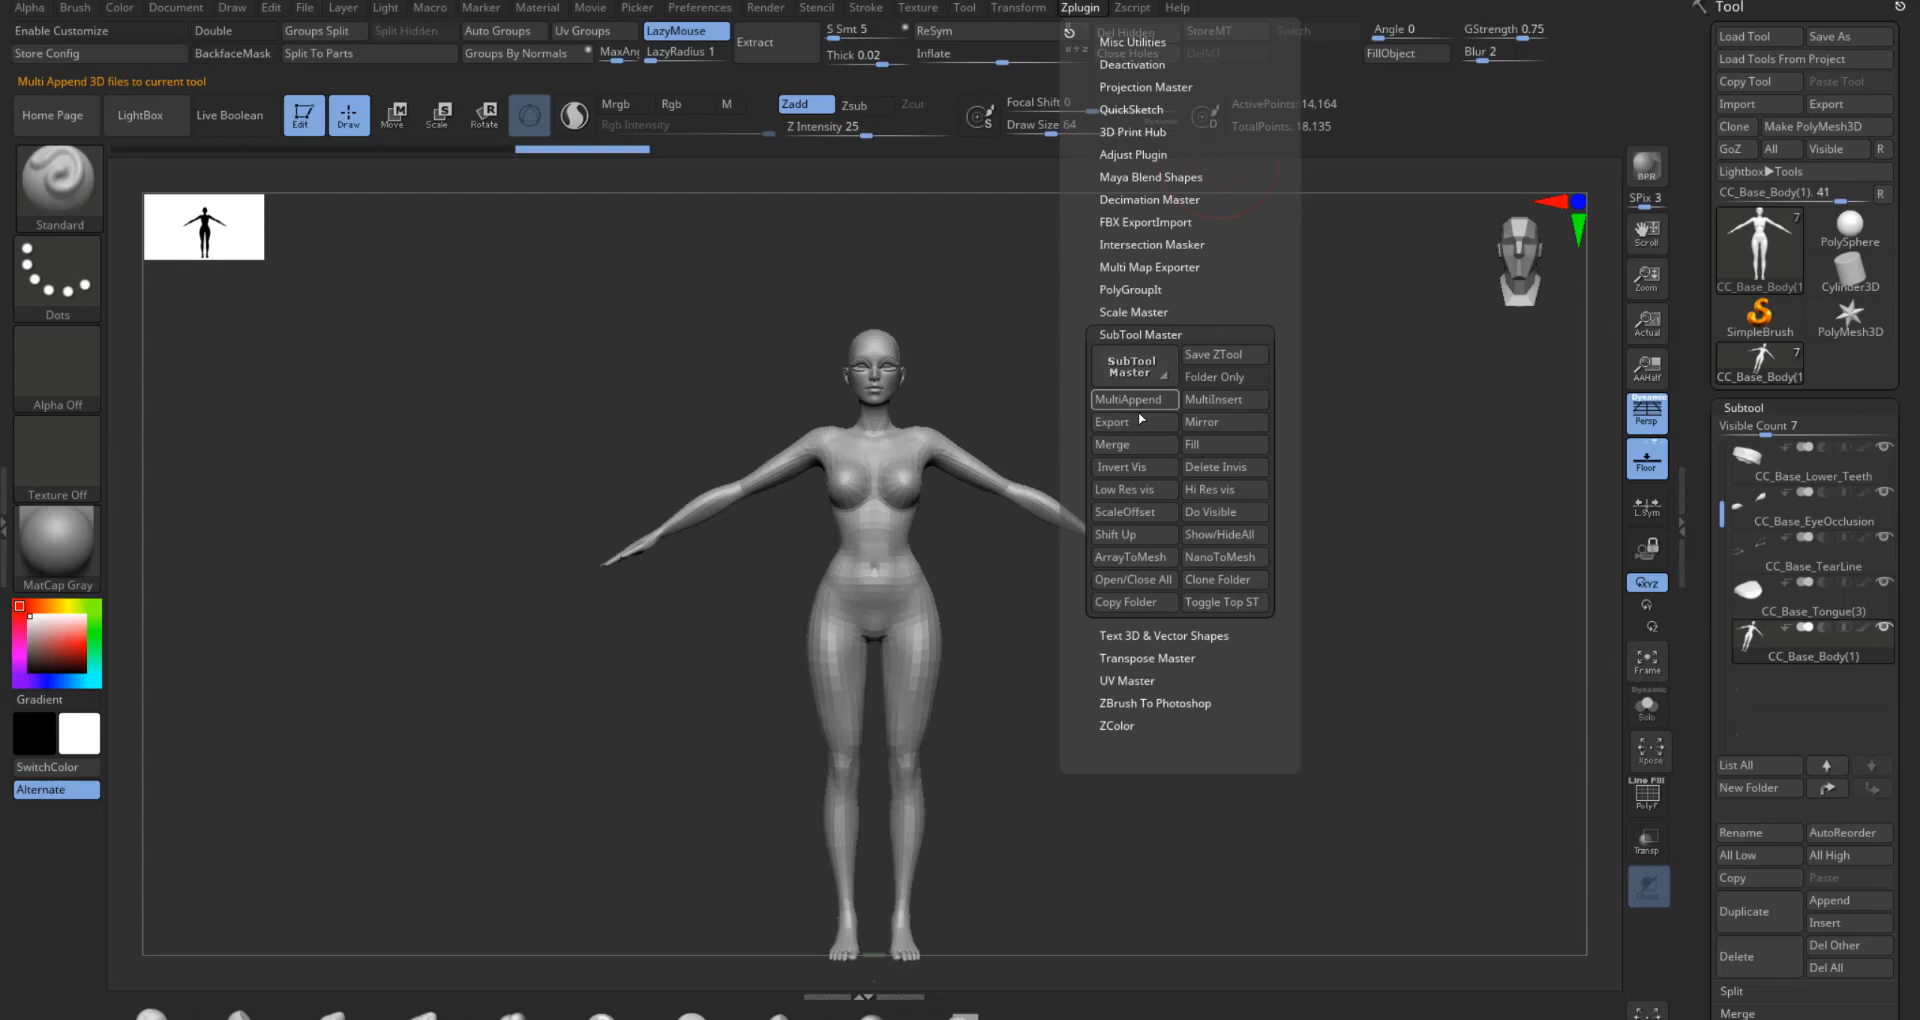 Alpha Brush Color Document Draw Edit File Layer Light Macro Marker Material Movie Picker Preferences Render Stencil Stroke Texture Tool Transform Zplugin Zscript Help
Tool
Enable Customize
Double
Groups Split
Split Hidden
Auto Groups
Uv Groups
LazyMouse
Extract
S Smt 5
ReSym
Del Hidden
StoreMT
Switch
Angle 0
GStrength 0.75
Store Config
BackfaceMask
Split To Parts
Groups By Normals
MaxAng
LazyRadius 1
Thick 0.02
Inflate
Close Holes
DelMT
FillObject
Blur 2
Multi Append 3D files to current tool
Home Page
LightBox
Live Boolean
Edit
Draw
Move
Scale
Rotate
Mrgb
Rgb
M
Rgb Intensity
Zadd
Zsub
Zcut
Z Intensity 25
S
Focal Shift 0
Draw Size 64
Dynamic
D
ActivePoints: 14,164
TotalPoints: 18,135
Standard
Dots
Alpha Off
Texture Off
MatCap Gray
Gradient
SwitchColor
Alternate
Misc Utilities
Deactivation
Projection Master
QuickSketch
3D Print Hub
Adjust Plugin
Maya Blend Shapes
Decimation Master
FBX ExportImport
Intersection Masker
Multi Map Exporter
PolyGroupIt
Scale Master
SubTool Master
SubTool
Master
Save ZTool
Folder Only
MultiAppend
MultiInsert
Export
Mirror
Merge
Fill
Invert Vis
Delete Invis
Low Res vis
Hi Res vis
ScaleOffset
Do Visible
Shift Up
Show/HideAll
ArrayToMesh
NanoToMesh
Open/Close All
Clone Folder
Copy Folder
Toggle Top ST
Text 3D & Vector Shapes
Transpose Master
UV Master
ZBrush To Photoshop
ZColor
BPR
SPix 3
Scroll
Zoom
Actual
AAHalf
Dynamic
Persp
Floor
L.Sym
XYZ
Frame
Dynamic
Solo
Xpose
Line Fill
PolyF
Transp
Ghost
Load Tool
Save As
Load Tools From Project
Copy Tool
Paste Tool
Import
Export
Clone
Make PolyMesh3D
GoZ
All
Visible
R
Lightbox▶Tools
CC_Base_Body(1). 41
R
7
PolySphere
CC_Base_Body(1
Cylinder3D
SimpleBrush
PolyMesh3D
7
CC_Base_Body(1
Subtool
Visible Count 7
CC_Base_Lower_Teeth
CC_Base_EyeOcclusion
CC_Base_TearLine
CC_Base_Tongue(3)
CC_Base_Body(1)
List All
New Folder
Rename
AutoReorder
All Low
All High
Copy
Paste
Duplicate
Append
Insert
Delete
Del Other
Del All
Split
Merge